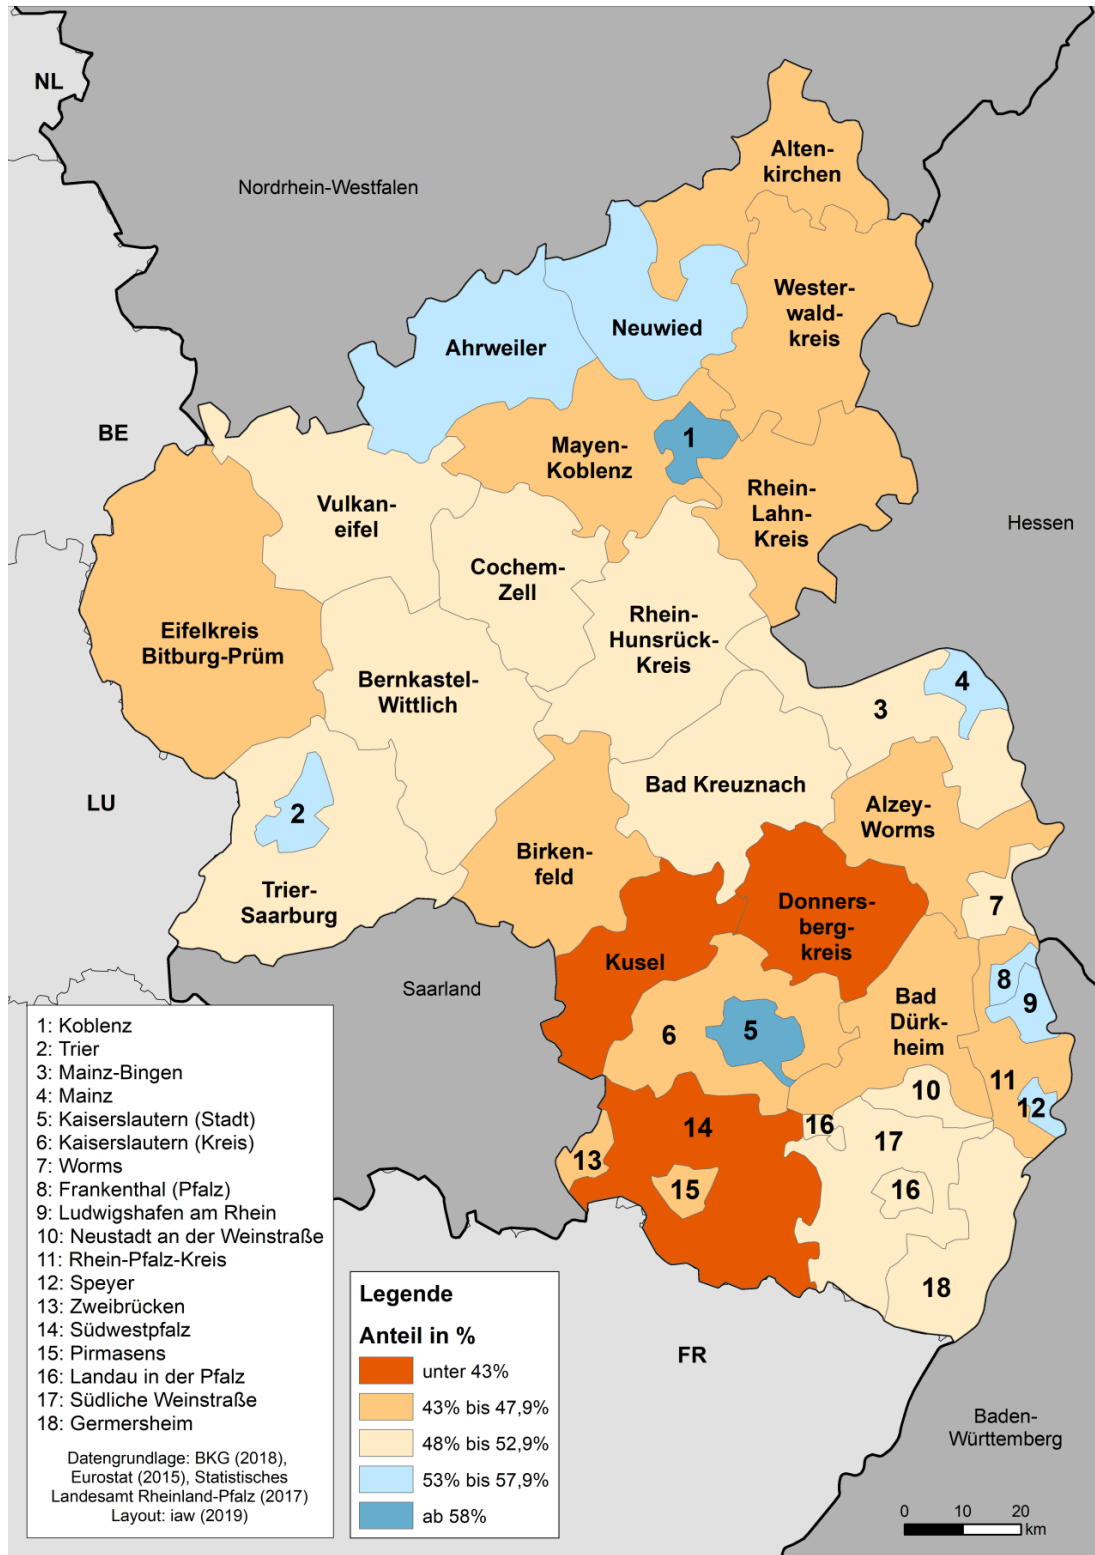 NL
Nordrhein-Westfalen
Alten-
kirchen
Wester-
wald-
kreis
Neuwied
Ahrweiler
BE
1
Mayen-
Koblenz
Rhein-
Lahn-
Kreis
Hessen
Vulkan-
eifel
Cochem-
Zell
Rhein-
Hunsrück-
Kreis
Eifelkreis
Bitburg-Prüm
Bernkastel-
Wittlich
3
4
LU
2
Bad Kreuznach
Alzey-
Worms
Birken-
feld
Trier-
Saarburg
Donners-
berg-
kreis
7
Kusel
Saarland
8
9
Bad
Dürk-
heim
6
5
11
10
12
16
17
14
13
15
16
18
FR
Baden-
Württemberg
1: Koblenz
2: Trier
3: Mainz-Bingen
4: Mainz
5: Kaiserslautern (Stadt)
6: Kaiserslautern (Kreis)
7: Worms
8: Frankenthal (Pfalz)
9: Ludwigshafen am Rhein
10: Neustadt an der Weinstraße
11: Rhein-Pfalz-Kreis
12: Speyer
13: Zweibrücken
14: Südwestpfalz
15: Pirmasens
16: Landau in der Pfalz
17: Südliche Weinstraße
18: Germersheim
Datengrundlage: BKG (2018),
Eurostat (2015), Statistisches
Landesamt Rheinland-Pfalz (2017)
Layout: iaw (2019)
Legende
Anteil in %
unter 43%
43% bis 47,9%
48% bis 52,9%
53% bis 57,9%
ab 58%
0 10 20
km